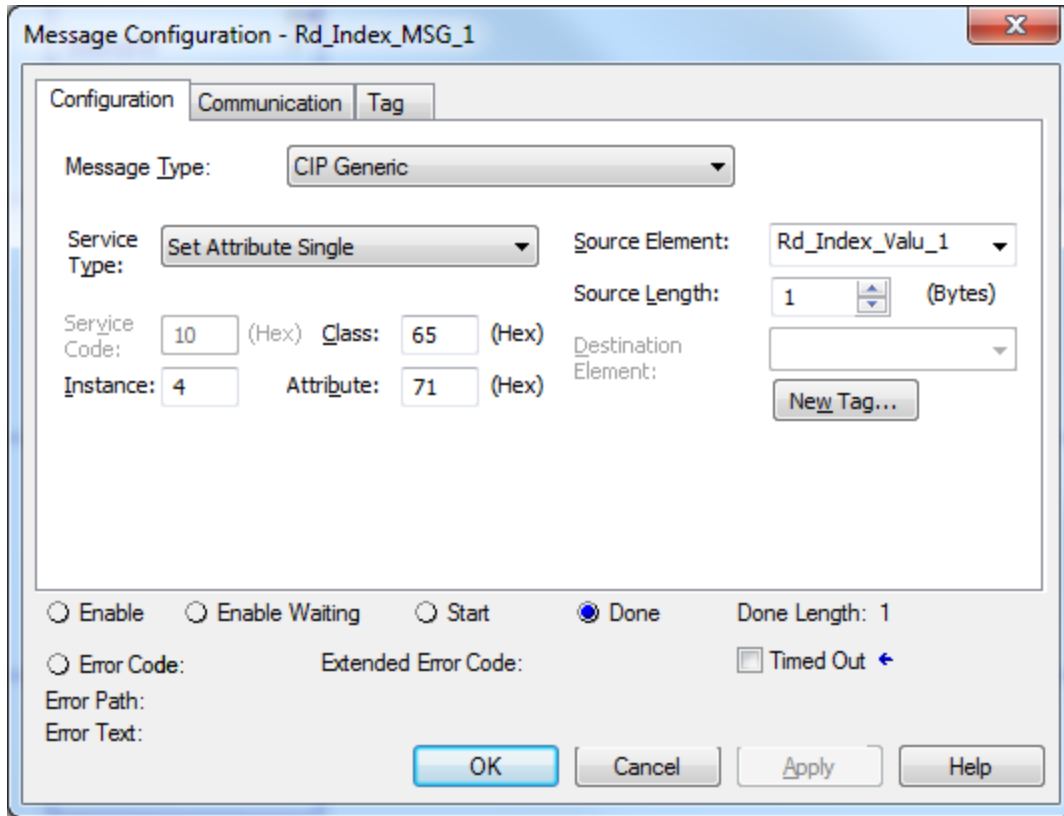 Message Configuration - Rd_Index_MSG_1
Configuration Communication Tag
Message Type: CIP Generic
Service Type: Set Attribute Single
Source Element: Rd_Index_Valu_1
Source Length: 1 (Bytes)
Service Code: 10 (Hex) Class: 65 (Hex)
Destination Element:
Instance: 4 Attribute: 71 (Hex)
New Tag...
Enable Enable Waiting Start Done Done Length: 1
Error Code: Extended Error Code: Timed Out
Error Path:
Error Text:
OK Cancel Apply Help